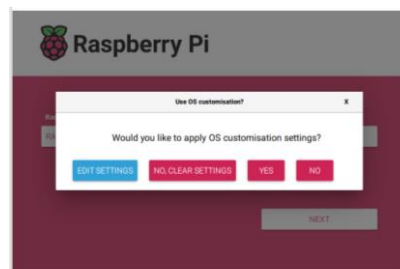 Raspberry Pi
Use OS customisation?
X
Would you like to apply OS customisation settings?
EDIT SETTINGS
NO, CLEAR SETTINGS
YES
NO
NEXT